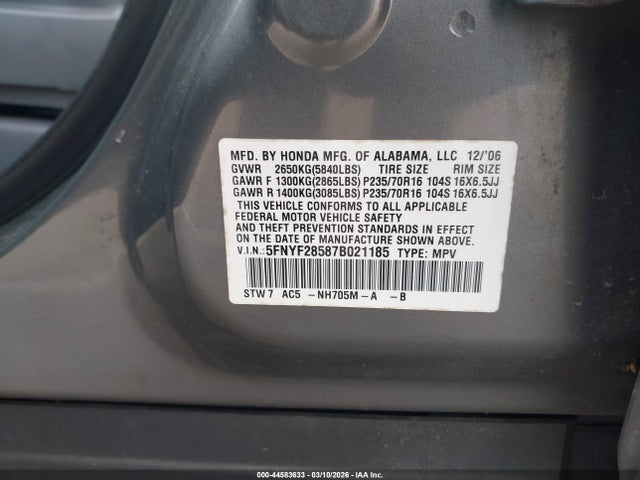 MFD. BY HONDA MFG. OF ALABAMA, LLC 12/'06
GVWR 2650KG(5840LBS) TIRE SIZE RIM SIZE
GAWR F 1300KG(2865LBS) P235/70R16 104S 16X6.5JJ
GAWR R 1400KG(3085LBS) P235/70R16 104S 16X6.5JJ
THIS VEHICLE CONFORMS TO ALL APPLICABLE
FEDERAL MOTOR VEHICLE SAFETY
AND THEFT PREVENTION STANDARDS IN EFFECT
ON THE DATE OF MANUFACTURE SHOWN ABOVE.
V.I.N.:5FNYF28587B021185 TYPE: MPV
STW7 AC5 -NH705M-A -B
000-44583633 - 03/10/2026 - IAA Inc.